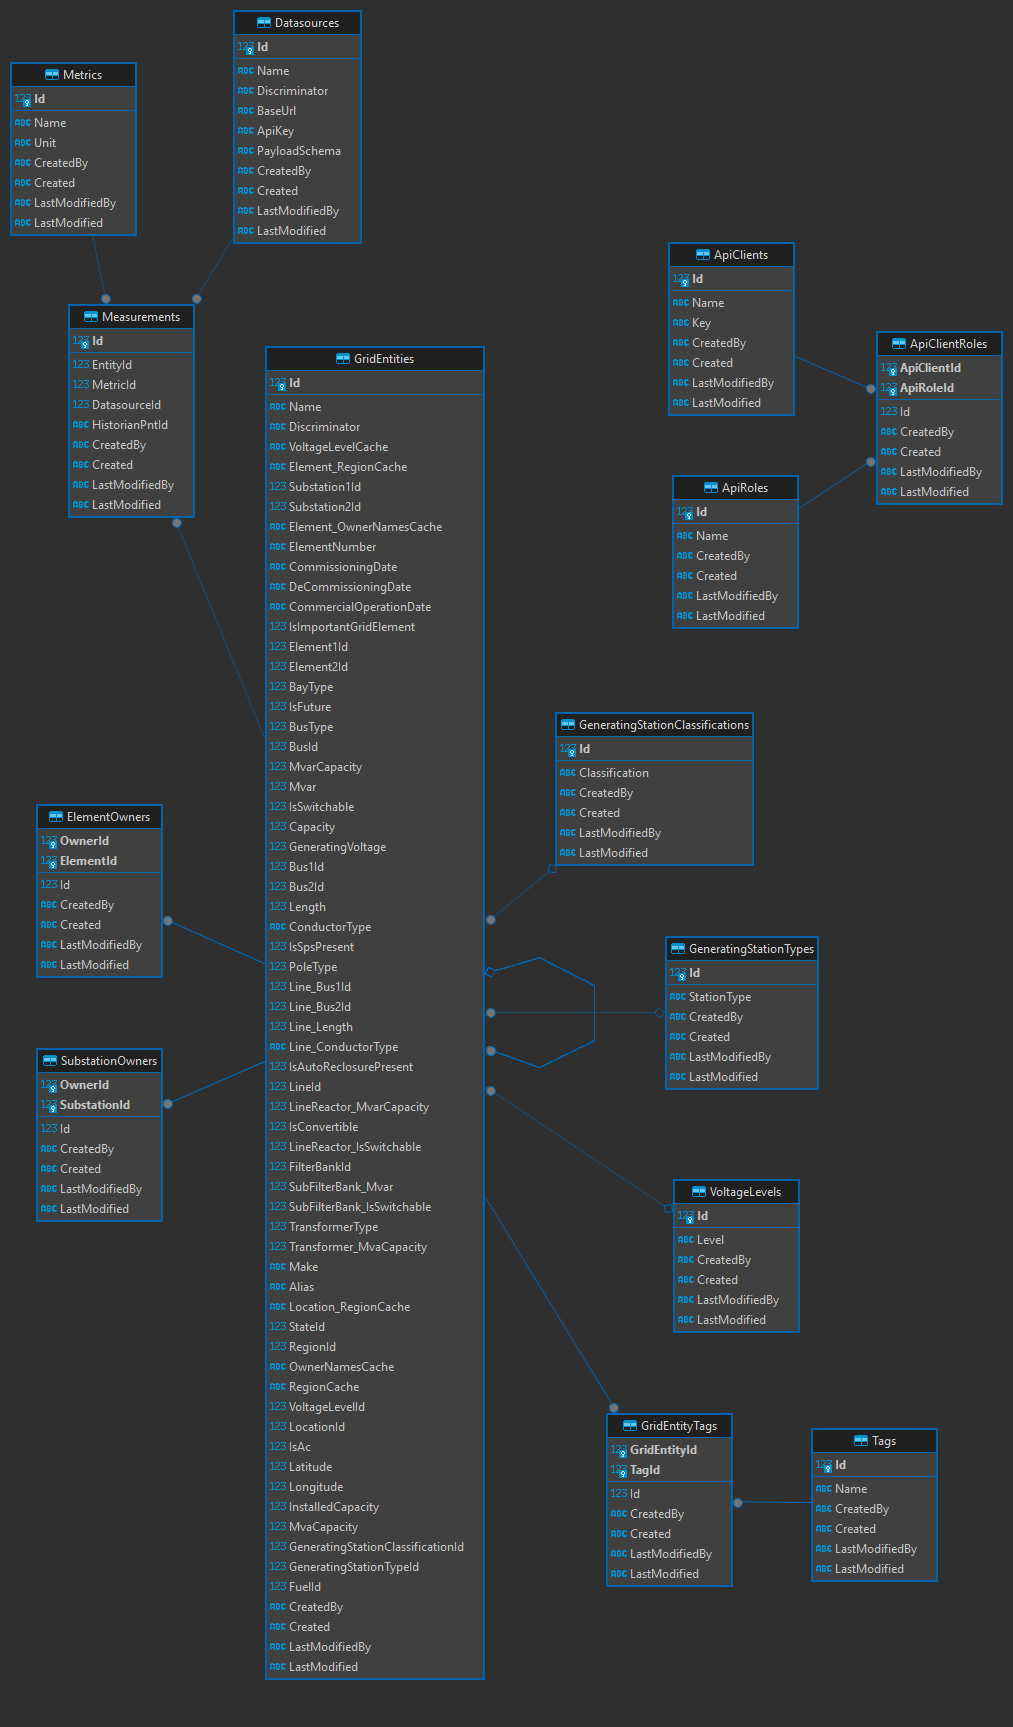 Datasources
123 Id
ABC Name
ABC Discriminator
ABC BaseUrl
ABC ApiKey
ABC PayloadSchema
ABC CreatedBy
ABC Created
ABC LastModifiedBy
ABC LastModified
Metrics
123 Id
ABC Name
ABC Unit
ABC CreatedBy
ABC Created
ABC LastModifiedBy
ABC LastModified
Measurements
123 Id
123 EntityId
123 MetricId
123 DatasourceId
ABC HistorianPntId
ABC CreatedBy
ABC Created
ABC LastModifiedBy
ABC LastModified
GridEntities
123 Id
ABC Name
ABC Discriminator
ABC VoltageLevelCache
ABC Element_RegionCache
123 Substation1Id
123 Substation2Id
ABC Element_OwnerNamesCache
ABC ElementNumber
ABC CommissioningDate
ABC DeCommissioningDate
ABC CommercialOperationDate
123 IsImportantGridElement
123 Element1Id
123 Element2Id
123 BayType
123 IsFuture
123 BusType
123 BusId
123 MvarCapacity
123 Mvar
123 IsSwitchable
123 Capacity
123 GeneratingVoltage
123 Bus1Id
123 Bus2Id
123 Length
ABC ConductorType
123 IsSpsPresent
123 PoleType
123 Line_Bus1Id
123 Line_Bus2Id
123 Line_Length
ABC Line_ConductorType
123 IsAutoReclosurePresent
123 LineId
123 LineReactor_MvarCapacity
123 IsConvertible
123 LineReactor_IsSwitchable
123 FilterBankId
123 SubFilterBank_Mvar
123 SubFilterBank_IsSwitchable
123 TransformerType
123 Transformer_MvaCapacity
ABC Make
ABC Alias
ABC Location_RegionCache
123 StateId
123 RegionId
ABC OwnerNamesCache
ABC RegionCache
123 VoltageLevelId
123 LocationId
123 IsAc
123 Latitude
123 Longitude
123 InstalledCapacity
123 MvaCapacity
123 GeneratingStationClassificationId
123 GeneratingStationTypeId
123 FuelId
ABC CreatedBy
ABC Created
ABC LastModifiedBy
ABC LastModified
ElementOwners
123 OwnerId
123 ElementId
123 Id
ABC CreatedBy
ABC Created
ABC LastModifiedBy
ABC LastModified
SubstationOwners
123 OwnerId
123 SubstationId
123 Id
ABC CreatedBy
ABC Created
ABC LastModifiedBy
ABC LastModified
ApiClients
123 Id
ABC Name
ABC Key
ABC CreatedBy
ABC Created
ABC LastModifiedBy
ABC LastModified
ApiClientRoles
123 ApiClientId
123 ApiRoleId
123 Id
ABC CreatedBy
ABC Created
ABC LastModifiedBy
ABC LastModified
ApiRoles
123 Id
ABC Name
ABC CreatedBy
ABC Created
ABC LastModifiedBy
ABC LastModified
GeneratingStationClassifications
123 Id
ABC Classification
ABC CreatedBy
ABC Created
ABC LastModifiedBy
ABC LastModified
GeneratingStationTypes
123 Id
ABC StationType
ABC CreatedBy
ABC Created
ABC LastModifiedBy
ABC LastModified
VoltageLevels
123 Id
ABC Level
ABC CreatedBy
ABC Created
ABC LastModifiedBy
ABC LastModified
GridEntityTags
123 GridEntityId
123 TagId
123 Id
ABC CreatedBy
ABC Created
ABC LastModifiedBy
ABC LastModified
Tags
123 Id
ABC Name
ABC CreatedBy
ABC Created
ABC LastModifiedBy
ABC LastModified